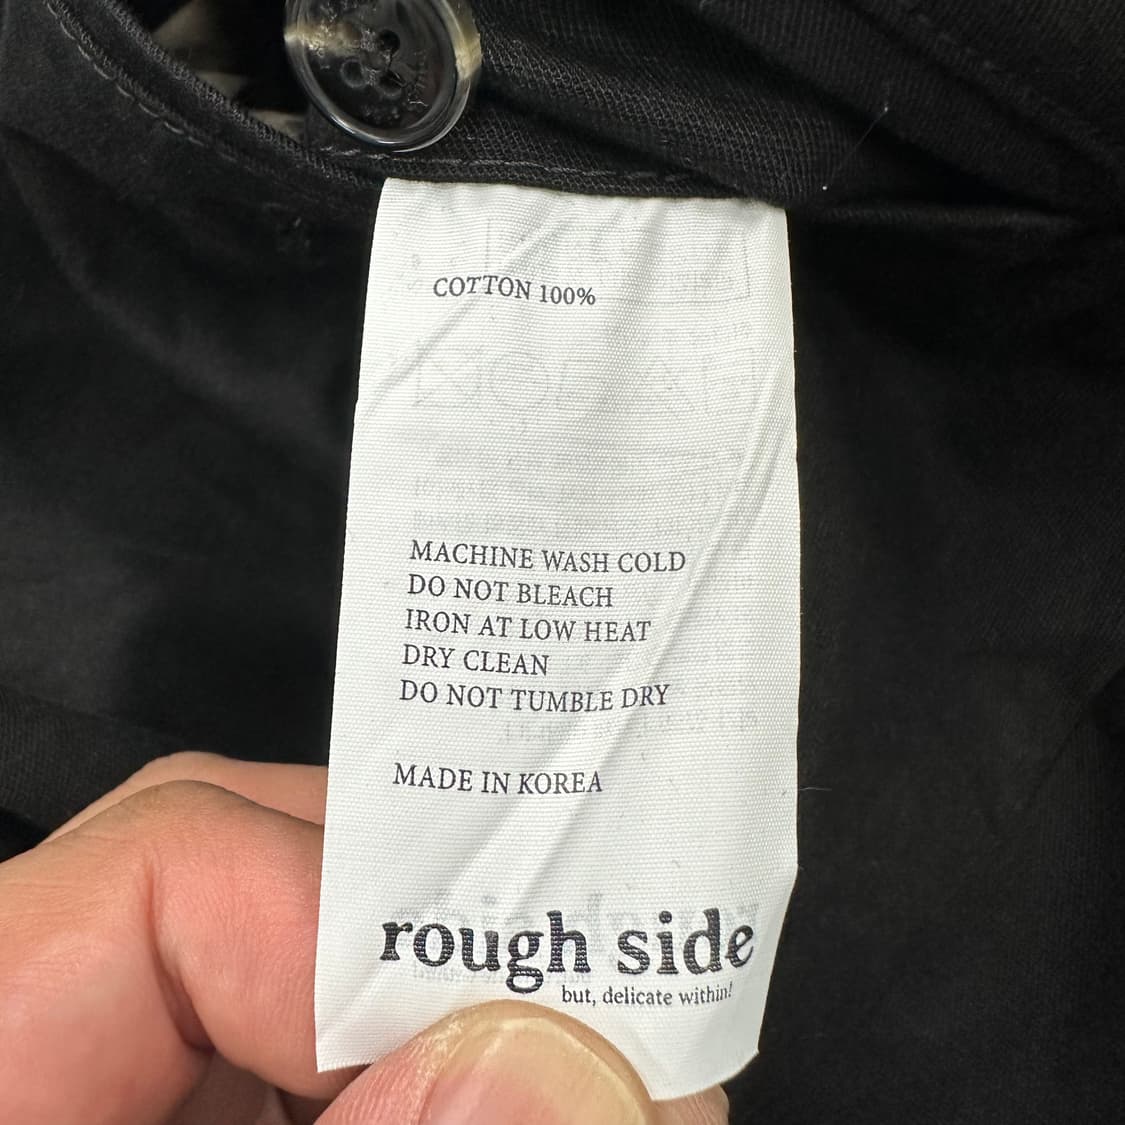 COTTON 100%
MACHINE WASH COLD
DO NOT BLEACH
IRON AT LOW HEAT
DRY CLEAN
DO NOT TUMBLE DRY
MADE IN KOREA
rough side
but, delicate within!